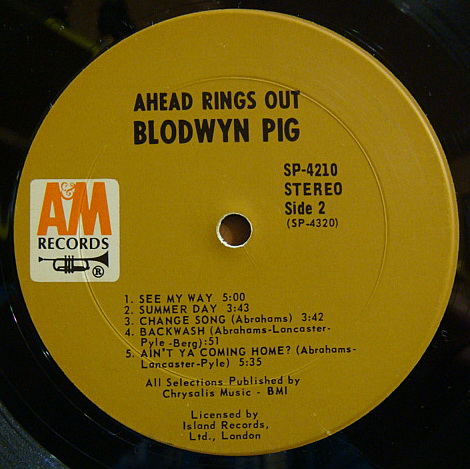 AHEAD RINGS OUT
BLODWYN PIG
SP-4210
STEREO
Side 2
(SP-4320)
A&M
RECORDS
®
1. SEE MY WAY 5:00
2. SUMMER DAY 3:43
3. CHANGE SONG (Abrahams) 3:42
4. BACKWASH (Abrahams-Lancaster-
Pyle -Berg):51
5. AIN'T YA COMING HOME? (Abrahams-
Lancaster-Pyle) 5:35
All Selections Published by
Chrysalis Music - BMI
Licensed by
Island Records,
Ltd., London